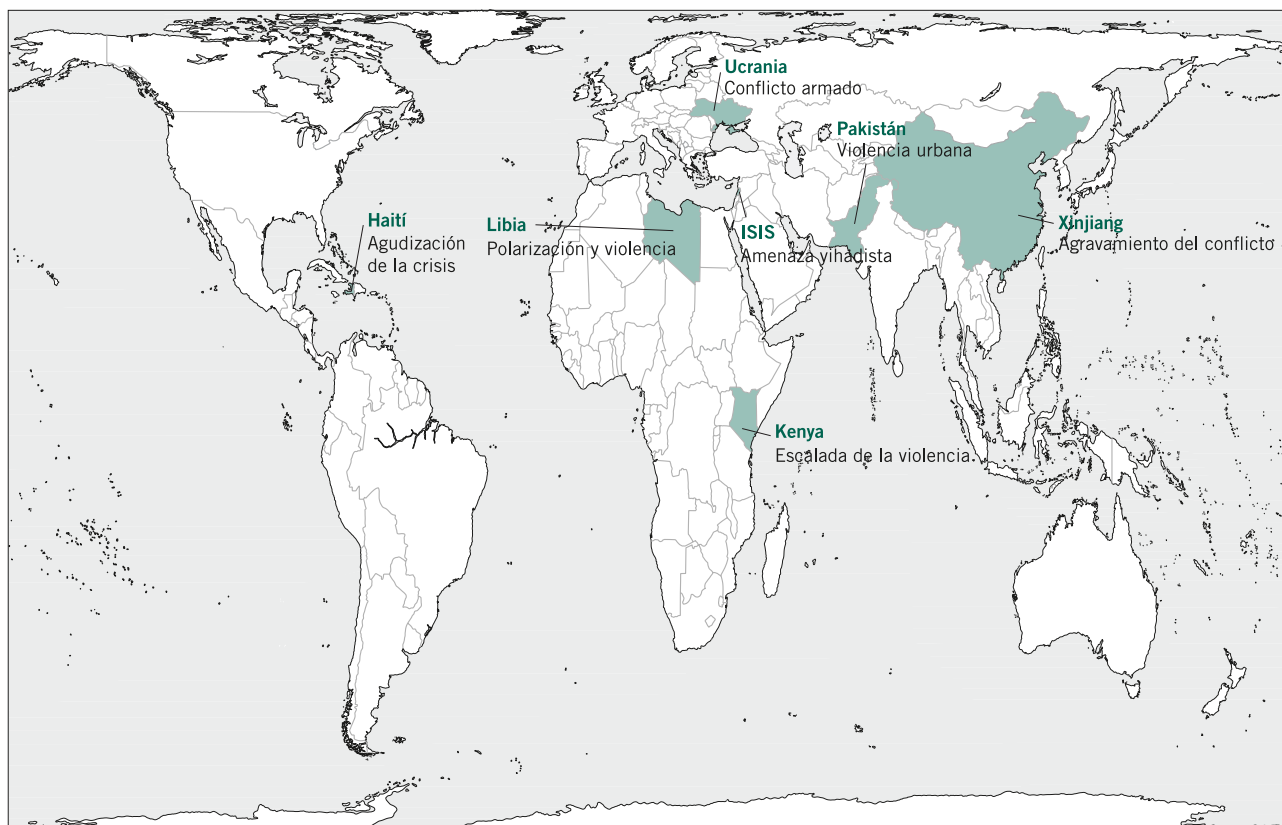 Ucrania
Conflicto armado
Pakistán
Violencia urbana
Haití
Agudización
de la crisis
Libia
Polarización y violencia
ISIS
Amenaza yihadista
Xinjiang
Agravamiento del conflicto
Kenya
Escalada de la violencia